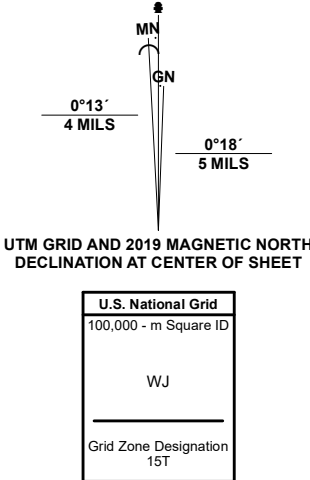 MN
GN
0°13´
4 MILS
0°18´
5 MILS
UTM GRID AND 2019 MAGNETIC NORTH
DECLINATION AT CENTER OF SHEET
U.S. National Grid
100,000 - m Square ID
WJ
Grid Zone Designation
15T